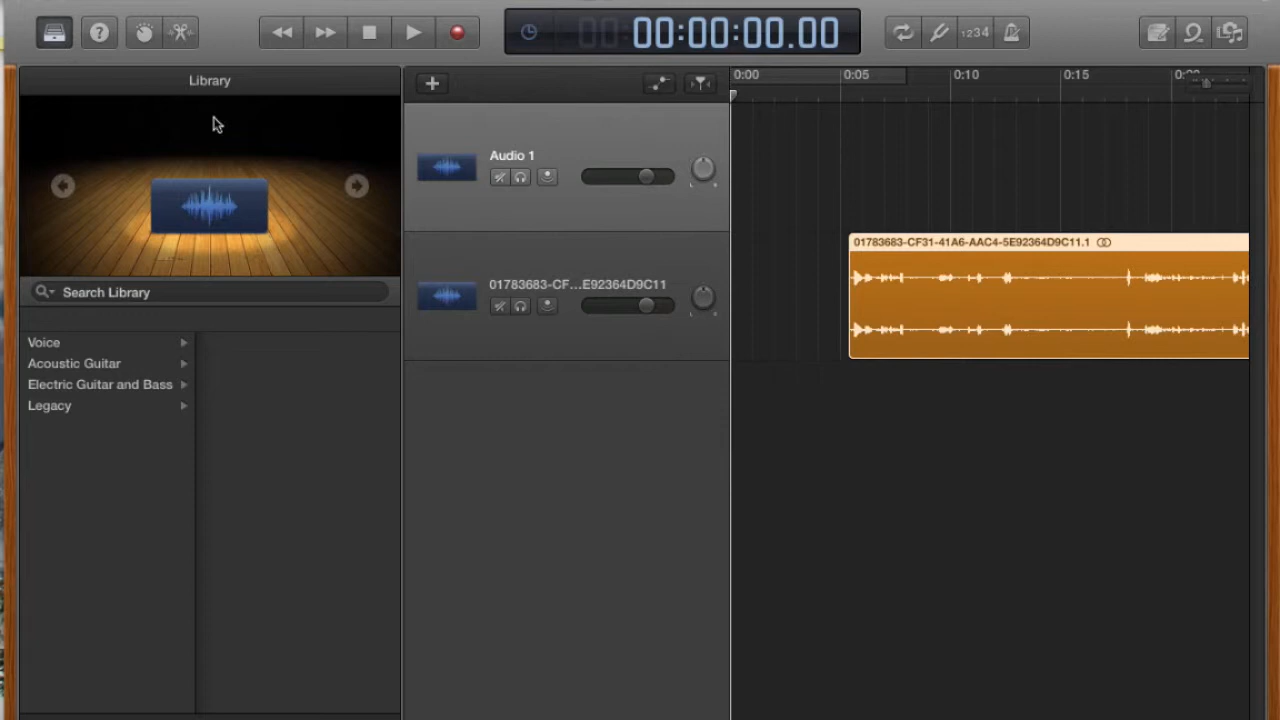 00:00:00.00
1234
Library
0:00
0:05
0:10
0:15
Audio 1
01783683-CF31-41A6-AAC4-5E92364D9C11.1
01783683-CF...E92364D9C11
Search Library
Voice
Acoustic Guitar
Electric Guitar and Bass
Legacy